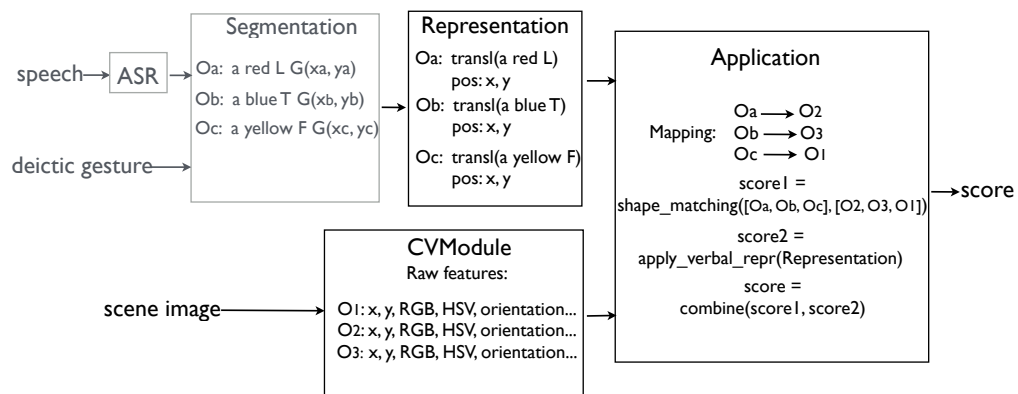 Segmentation
speech
ASR
Oa: a red L G(xa, ya)
Ob: a blue T G(xb, yb)
Oc: a yellow F G(xc, yc)
deictic gesture
Representation
Oa: transl(a red L)
pos: x, y
Ob: transl(a blue T)
pos: x, y
Oc: transl(a yellow F)
pos: x, y
scene image
CVModule
Raw features:
O1: x, y, RGB, HSV, orientation...
O2: x, y, RGB, HSV, orientation...
O3: x, y, RGB, HSV, orientation...
Application
Mapping:
Oa O2
Ob O3
Oc O1
score1 =
shape_matching([Oa, Ob, Oc], [O2, O3, O1])
score2 =
apply_verbal_repr(Representation)
score =
combine(score1, score2)
score